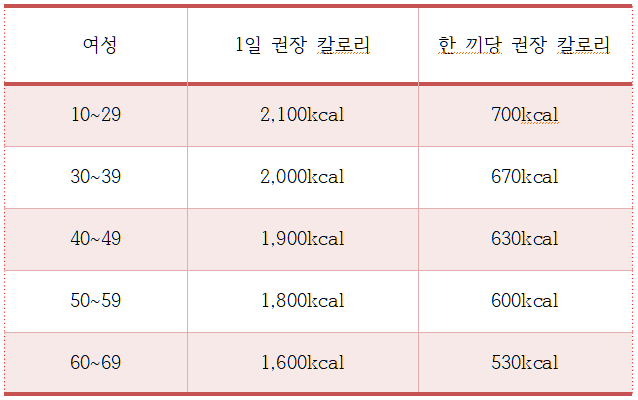 여성 1일 권장 칼로리 한 끼당 권장 칼로리
10~29 2,100kcal 700kcal
30~39 2,000kcal 670kcal
40~49 1,900kcal 630kcal
50~59 1,800kcal 600kcal
60~69 1,600kcal 530kcal